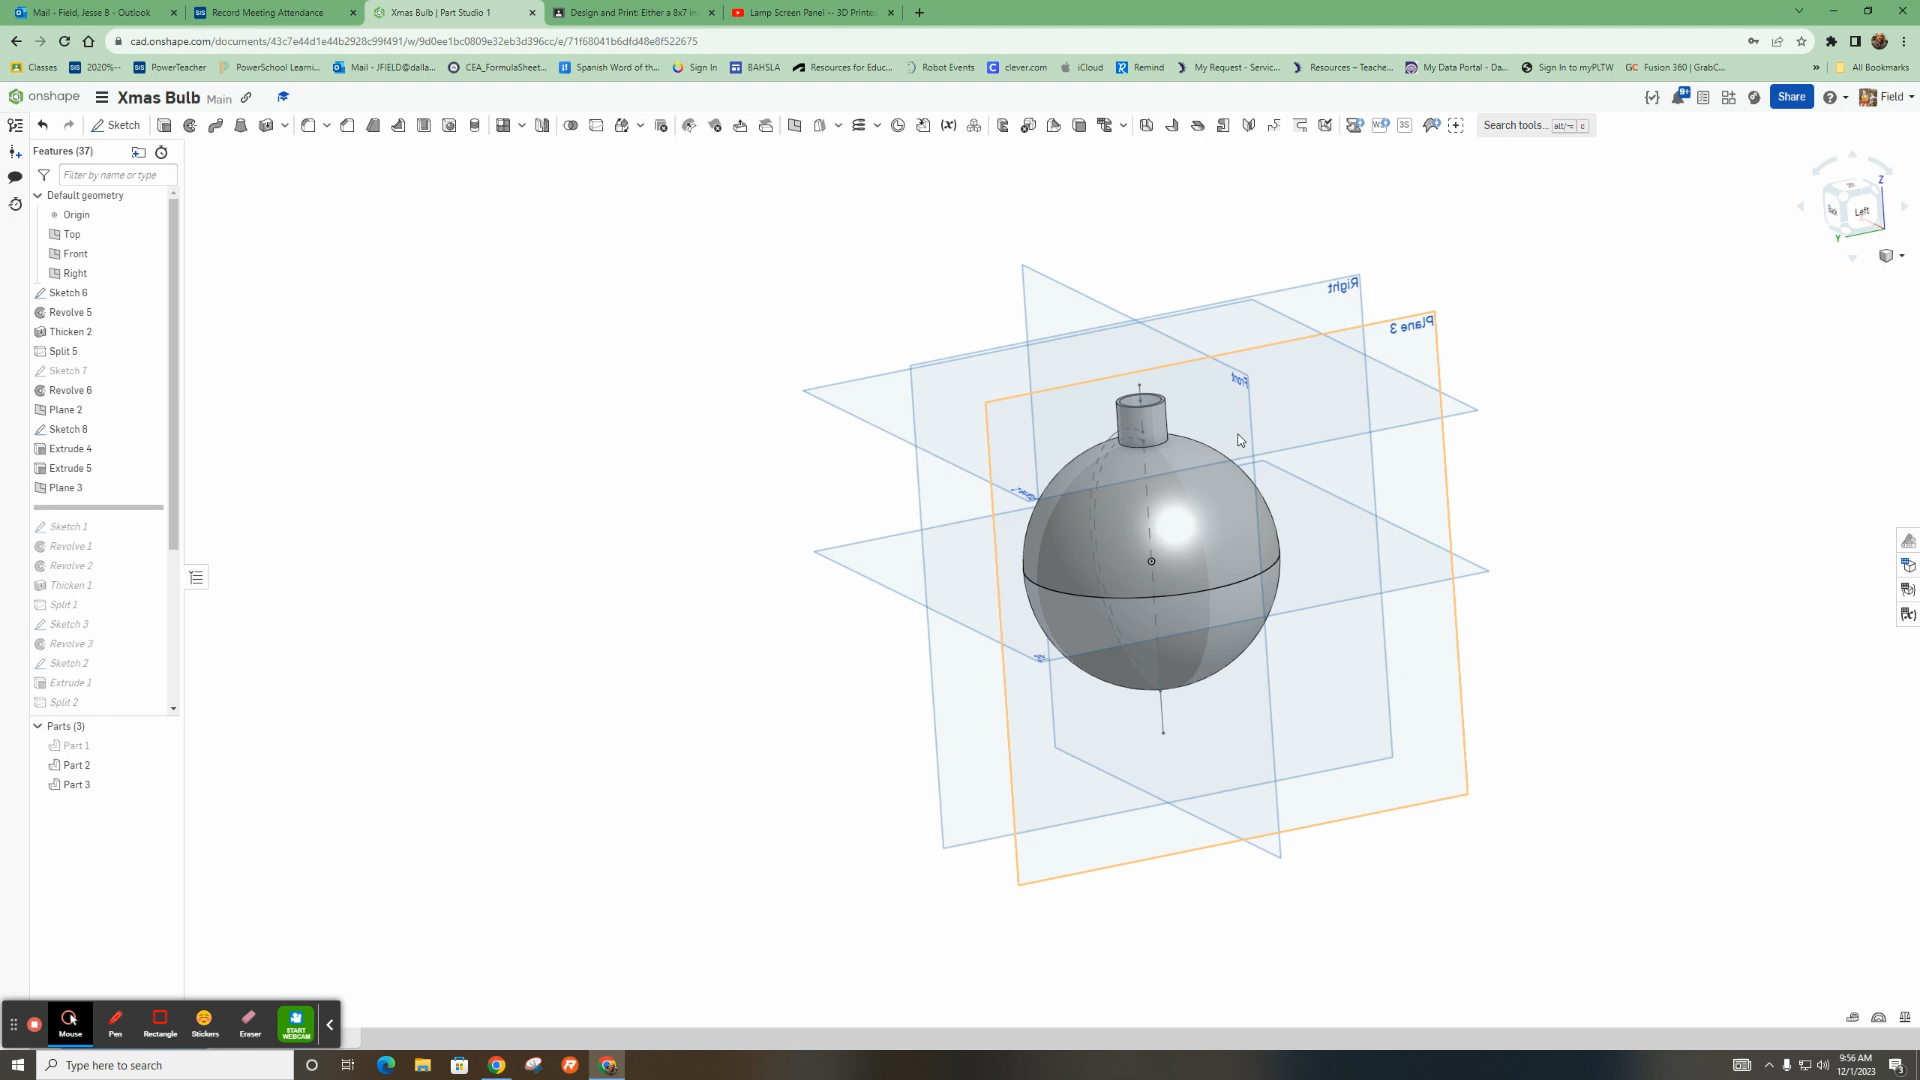 Mail - Field, Jesse B - Outlook
Record Meeting Attendance
Xmas Bulb | Part Studio 1
Design and Print: Either a 8x7 in
Lamp Screen Panel -- 3D Printe
cad.onshape.com/documents/43c7e44d1e44b2928c99f491/w/9d0ee1bc0809e32eb3d396cc/e/71f68041b6dfd48e8f522675
Classes
2020%--
PowerTeacher
PowerSchool Learni...
Mail - JFIELD@dalla...
CEA_FormulaSheet...
Spanish Word of th...
Sign In
BAHSLA
Resources for Educ...
Robot Events
clever.com
iCloud
Remind
My Request - Servic...
Resources – Teache...
My Data Portal - Da...
Sign In to myPLTW
Fusion 360 | GrabC...
All Bookmarks
onshape
Xmas Bulb Main
9+
Share
Field
Sketch
Search tools... alt/⌥ c
Features (37)
Filter by name or type
Default geometry
Origin
Top
Front
Right
Sketch 6
Revolve 5
Thicken 2
Split 5
Sketch 7
Revolve 6
Plane 2
Sketch 8
Extrude 4
Extrude 5
Plane 3
Sketch 1
Revolve 1
Revolve 2
Thicken 1
Split 1
Sketch 3
Revolve 3
Sketch 2
Extrude 1
Split 2
Parts (3)
Part 1
Part 2
Part 3
Right
Plane 3
Front
Z
Back
Left
Y
Mouse
Pen
Rectangle
Stickers
Eraser
START
WEBCAM
Type here to search
9:56 AM
12/1/2023
3